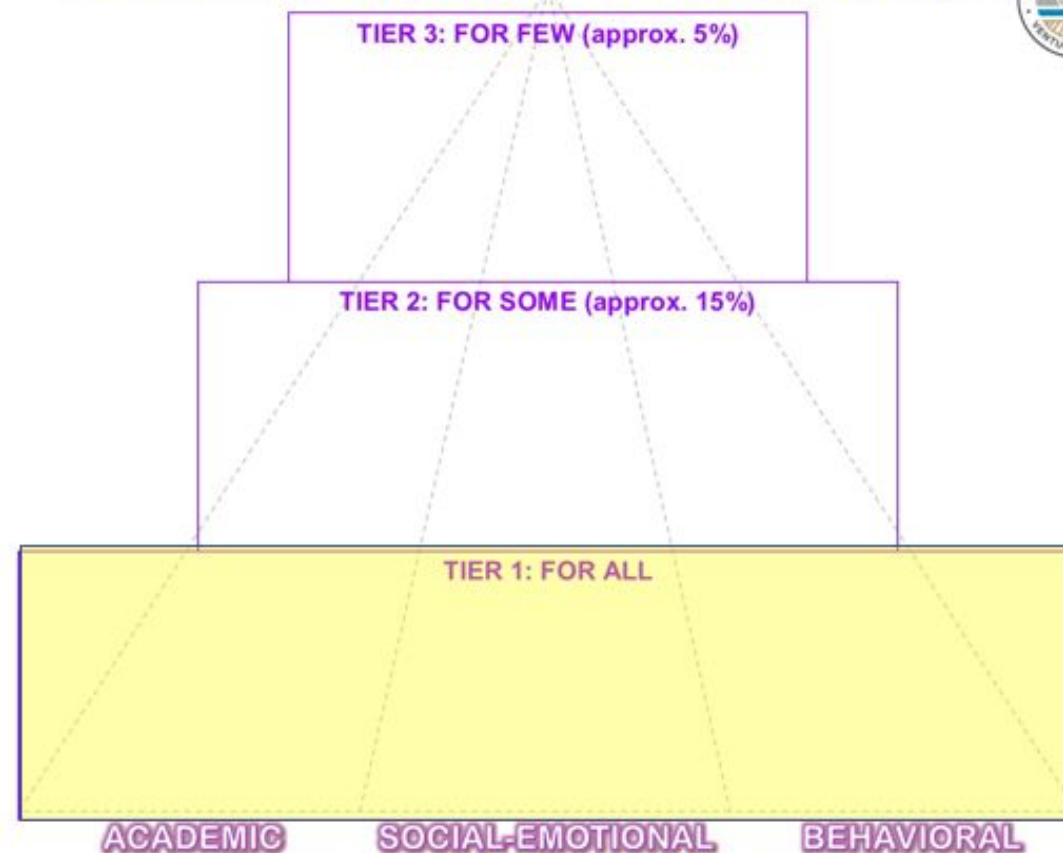 TIER 3: FOR FEW (approx. 5%)
TIER 2: FOR SOME (approx. 15%)
TIER 1: FOR ALL
ACADEMIC SOCIAL-EMOTIONAL BEHAVIORAL